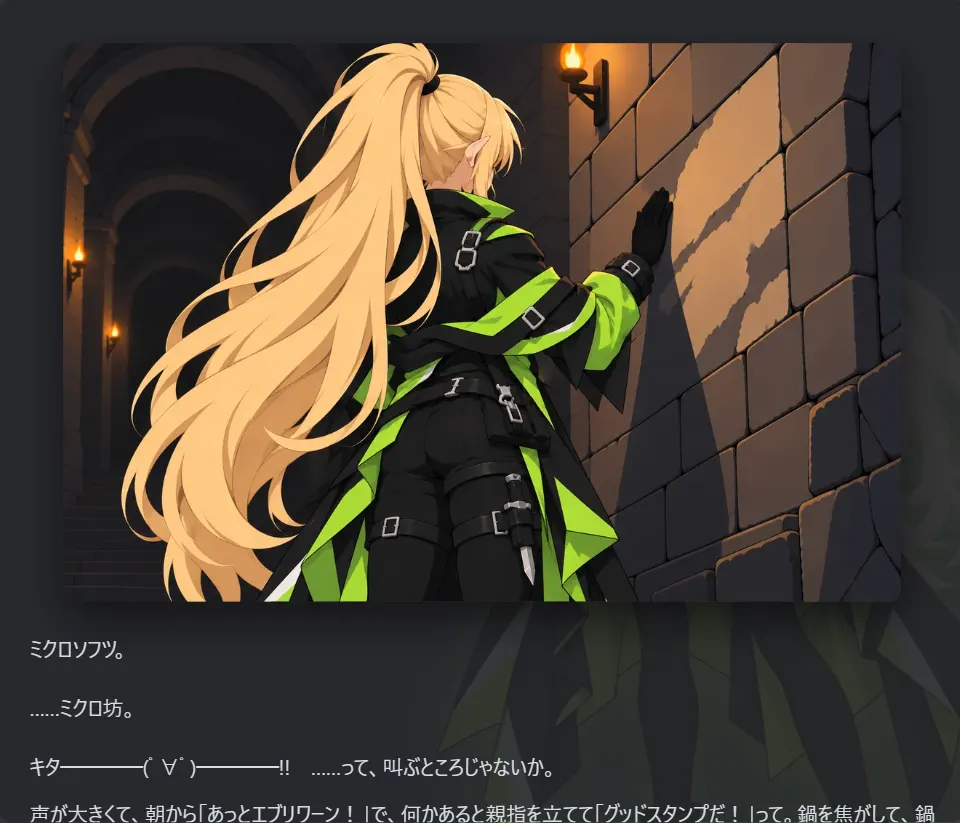 ミクロソフツ。
……ミクロ坊。
キタ━━━━(ﾟ∀ﾟ)━━━━!!　……って、叫ぶところじゃないか。
声が大きくて、朝から「あっとエブリワーン！」で、何かあると親指を立てて「グッドスタンプだ！」って。鍋を焦がして、鍋